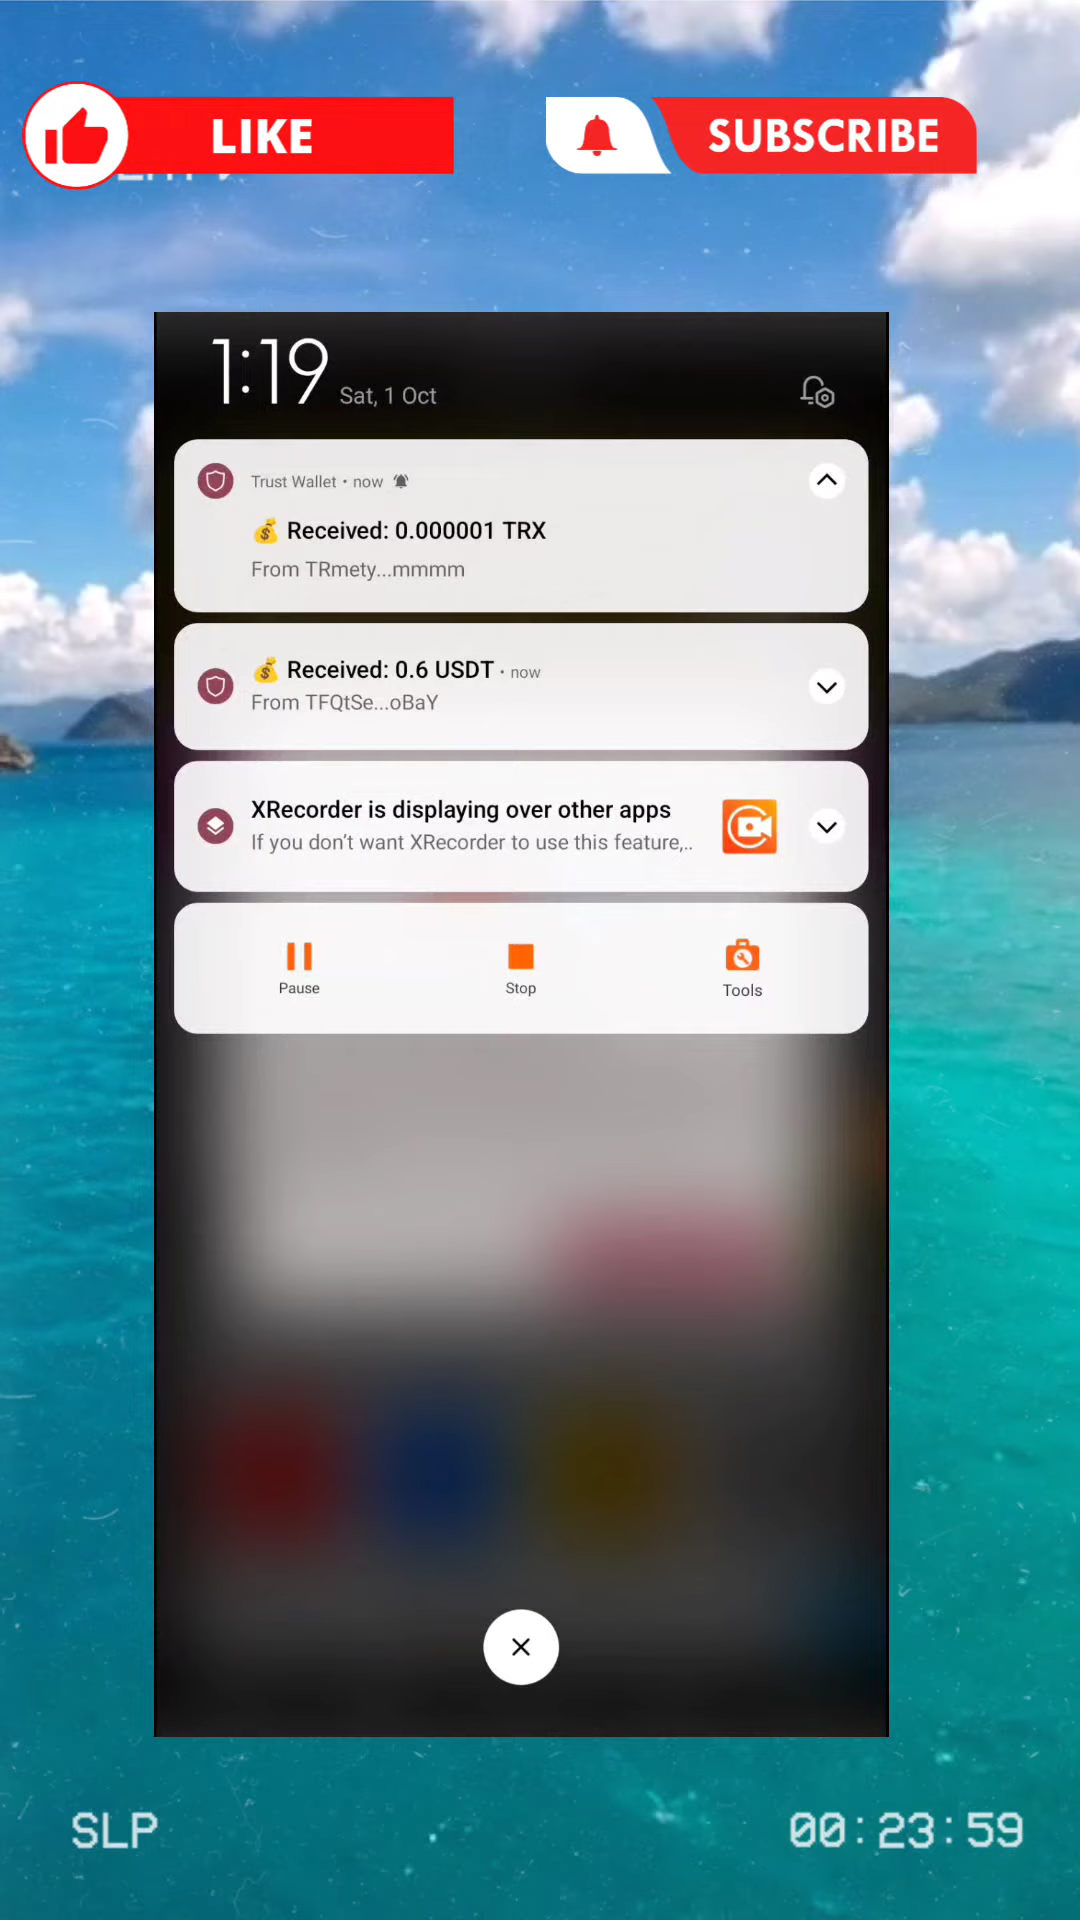 LIKE
SUBSCRIBE
1:19 Sat, 1 Oct
Trust Wallet • now
💰 Received: 0.000001 TRX
From TRmety...mmmm
💰 Received: 0.6 USDT • now
From TFQtSe...oBaY
XRecorder is displaying over other apps
If you don't want XRecorder to use this feature,..
Pause
Stop
Tools
SLP
00:23:59